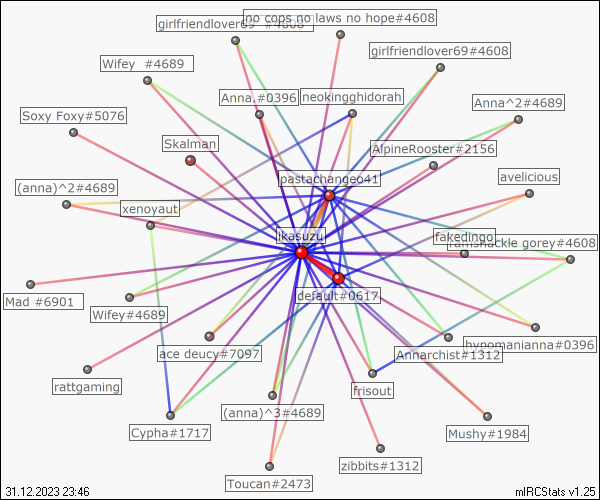 girlfriendlover69 #4608
no cops no laws no hope#4608
girlfriendlover69#4608
Wifey #4689
Anna.#0396
neokingghidorah
Anna^2#4689
Soxy Foxy#5076
Skalman
AlpineRooster#2156
pastachangeo41
avelicious
(anna)^2#4689
xenoyaut
ikasuzu
fakedingo
gorey#4608
default#0617
Mad #6901
Wifey#4689
ace deucy#7097
hypomanianna#0396
Annarchist#1312
rattgaming
frisout
(anna)^3#4689
Cypha#1717
Mushy#1984
zibbits#1312
Toucan#2473
31.12.2023 23:46
mIRCStats v1.25